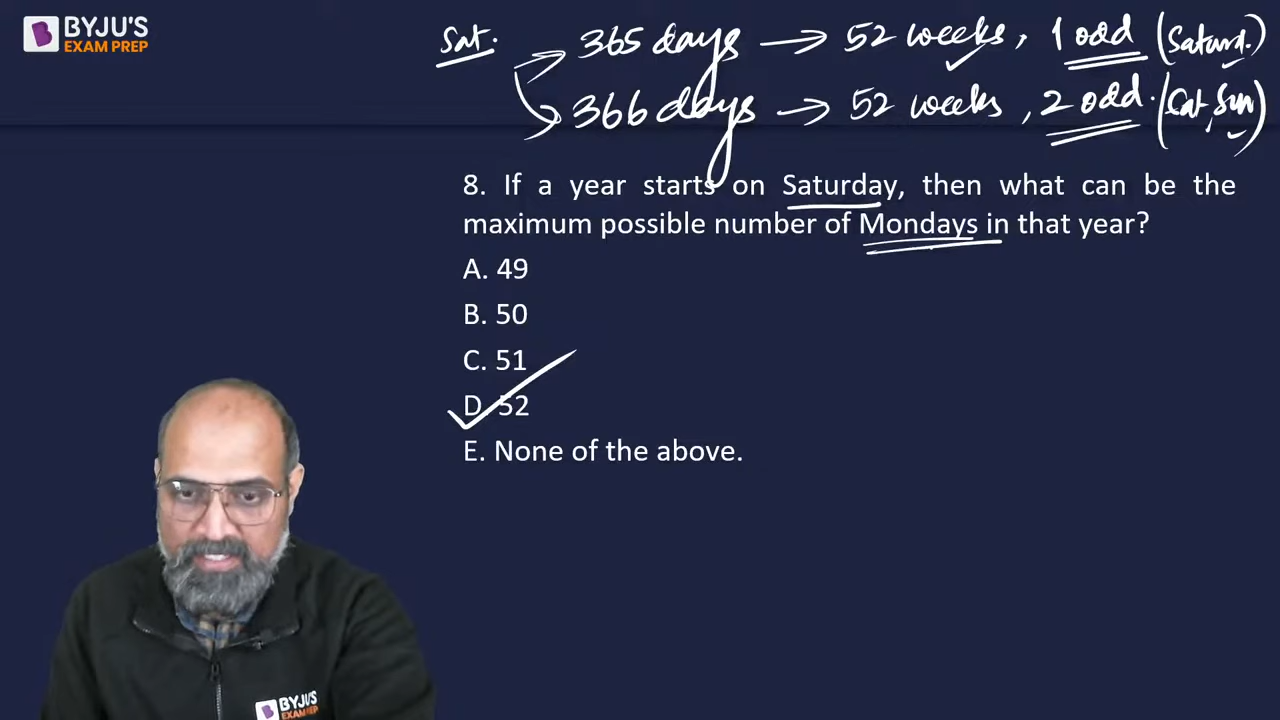 BYJU'S
EXAM PREP
Sat.
365 days → 52 weeks, 1 odd (Saturd.)
366 days → 52 weeks, 2 odd. (Sat, Sun)
8. If a year starts on Saturday, then what can be the
maximum possible number of Mondays in that year?
A. 49
B. 50
C. 51
D. 52
E. None of the above.
BYJU'S
EXAM PREP